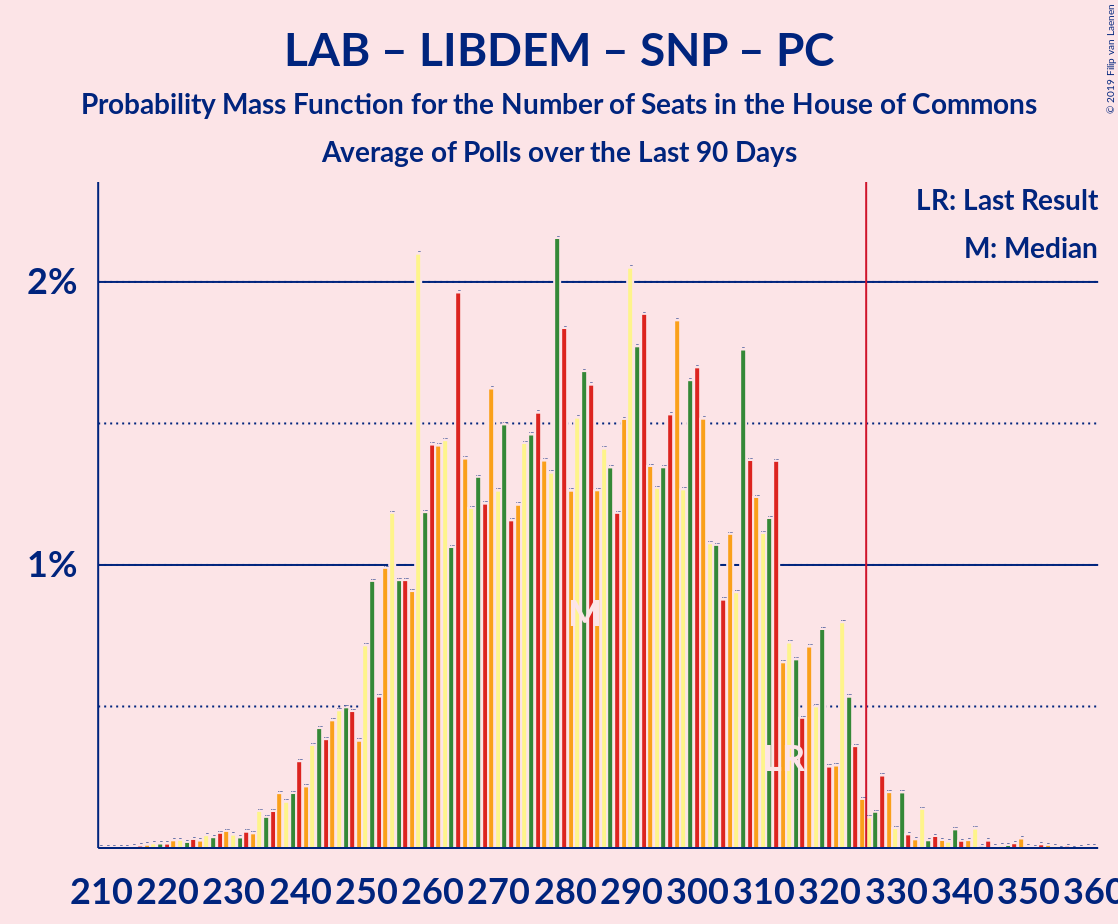 LAB – LIBDEM – SNP – PC
Probability Mass Function for the Number of Seats in the House of Commons
Average of Polls over the Last 90 Days
© 2019 Filip van Laenen
LR: Last Result
M: Median
2%
1%
M
LR
210 220 230 240 250 260 270 280 290 300 310 320 330 340 350 360